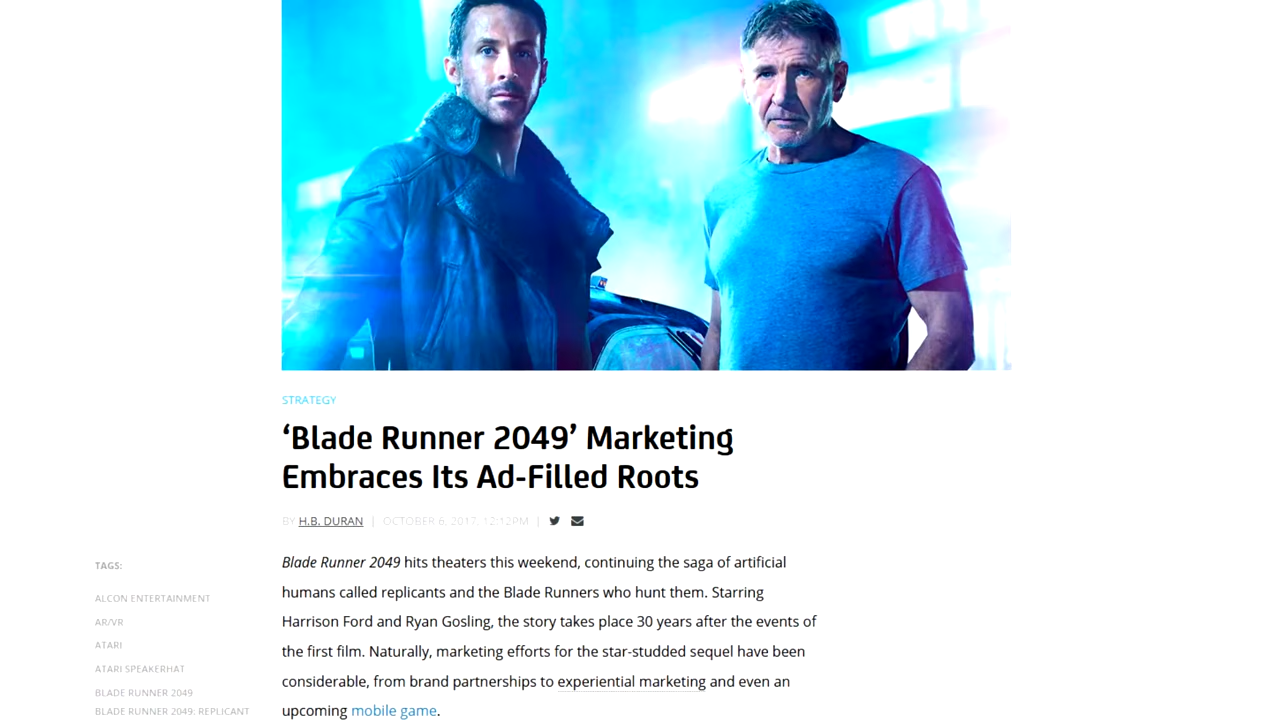 STRATEGY
‘Blade Runner 2049’ Marketing
Embraces Its Ad-Filled Roots
BY H.B. DURAN | OCTOBER 6, 2017, 12:12PM |
TAGS:
ALCON ENTERTAINMENT
AR/VR
ATARI
ATARI SPEAKERHAT
BLADE RUNNER 2049
BLADE RUNNER 2049: REPLICANT
Blade Runner 2049 hits theaters this weekend, continuing the saga of artificial
humans called replicants and the Blade Runners who hunt them. Starring
Harrison Ford and Ryan Gosling, the story takes place 30 years after the events of
the first film. Naturally, marketing efforts for the star-studded sequel have been
considerable, from brand partnerships to experiential marketing and even an
upcoming mobile game.